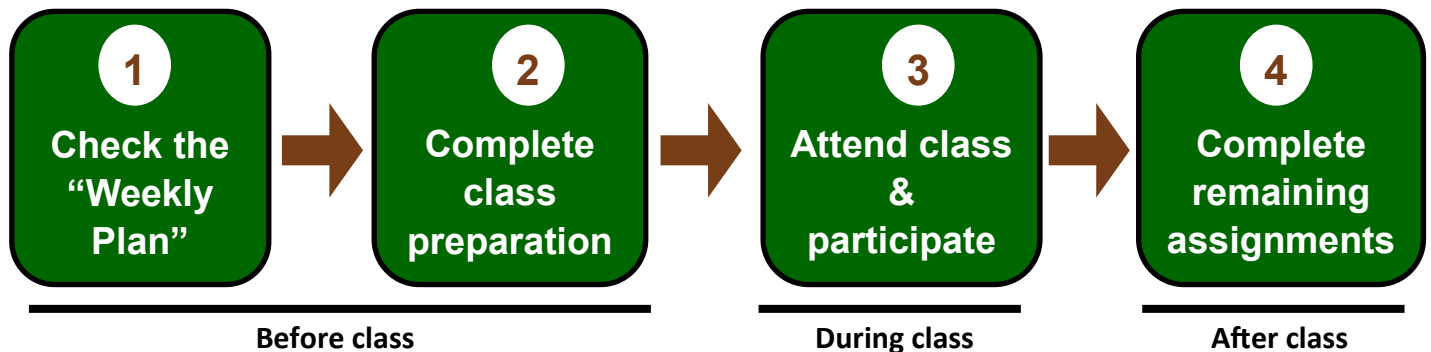 1
Check the
“Weekly
Plan”
2
Complete
class
preparation
3
Attend class
&
participate
4
Complete
remaining
assignments
Before class
During class
After class